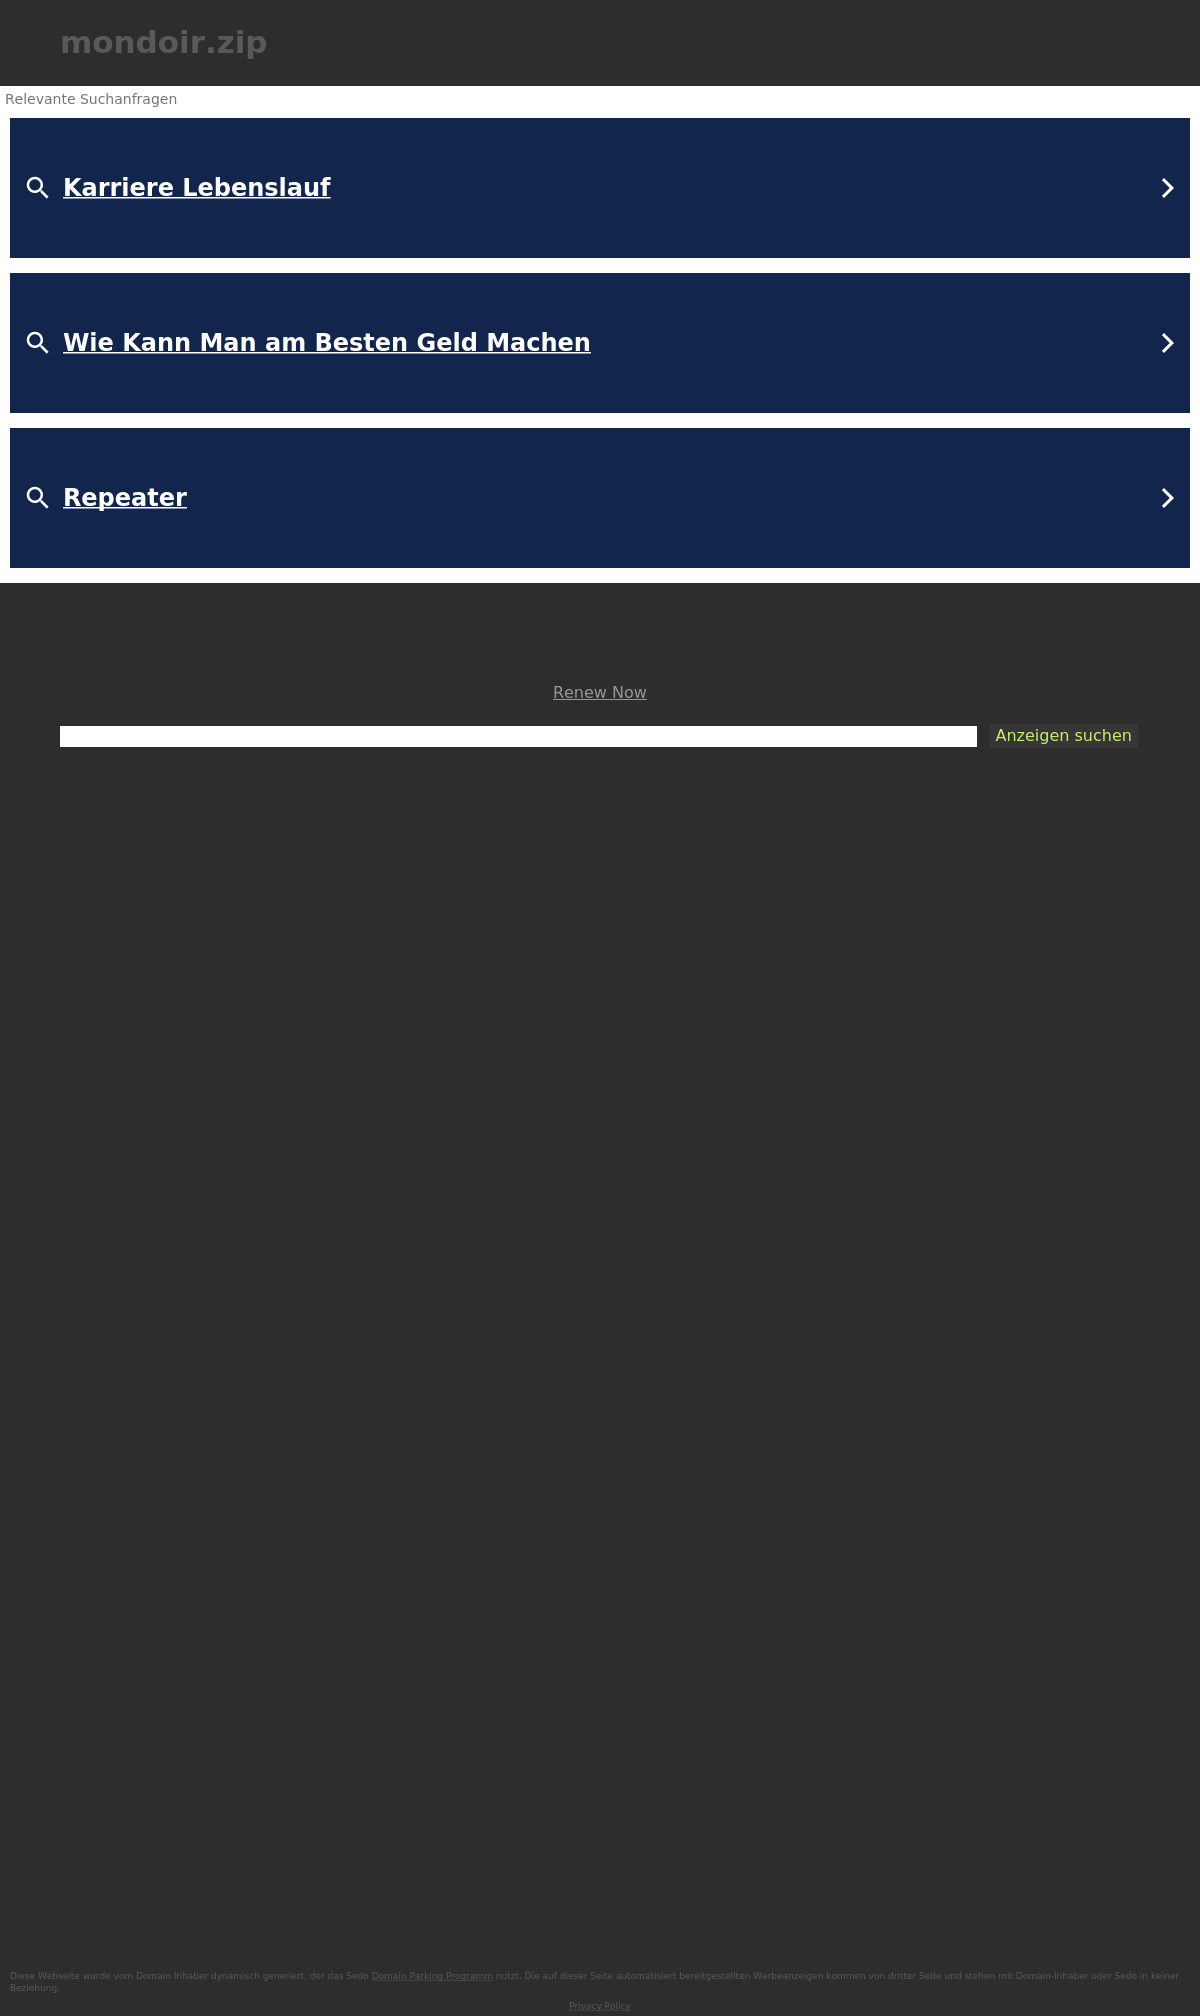 mondoir.zip
Relevante Suchanfragen
Karriere Lebenslauf
Wie Kann Man am Besten Geld Machen
Repeater
Renew Now
Anzeigen suchen
Diese Webseite wurde vom Domain Inhaber dynamisch generiert, der das Sedo Domain Parking Programm nutzt. Die auf dieser Seite automatisiert bereitgestellten Werbeanzeigen kommen von dritter Seite und stehen mit Domain-Inhaber oder Sedo in keiner
Beziehung.
Privacy Policy